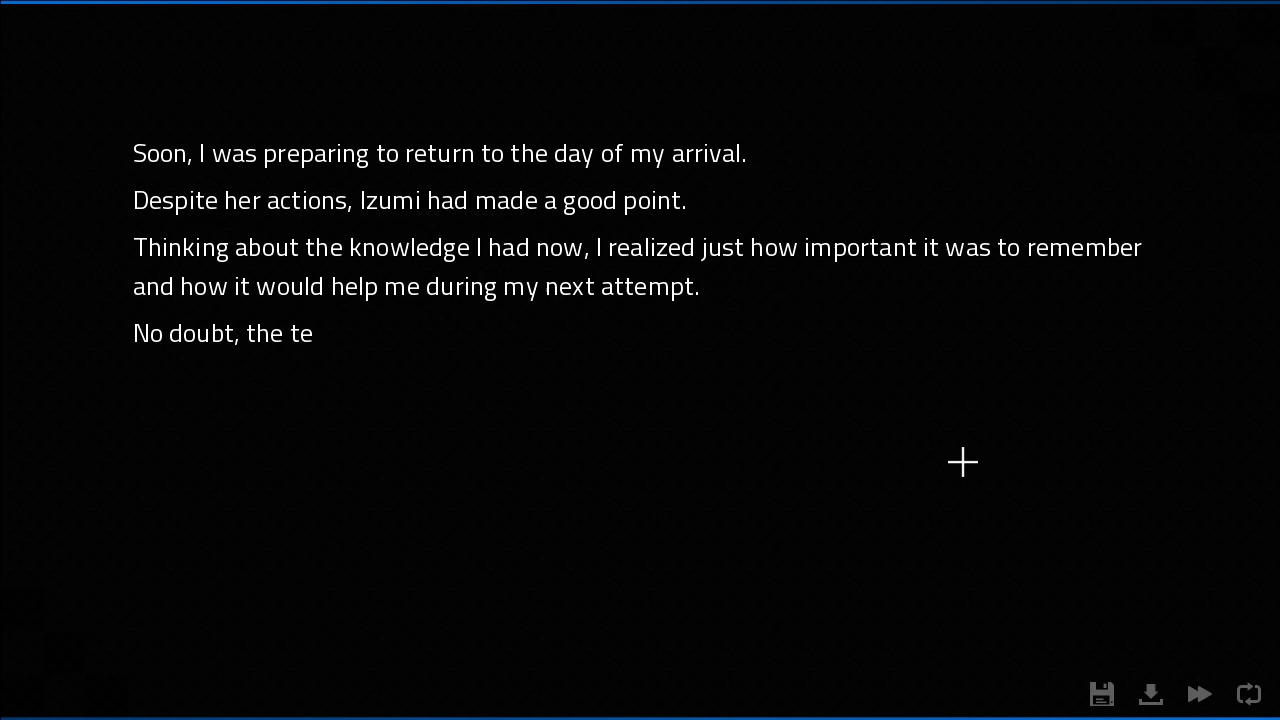 Soon, I was preparing to return to the day of my arrival.
Despite her actions, Izumi had made a good point.
Thinking about the knowledge I had now, I realized just how important it was to remember
and how it would help me during my next attempt.
No doubt, the te